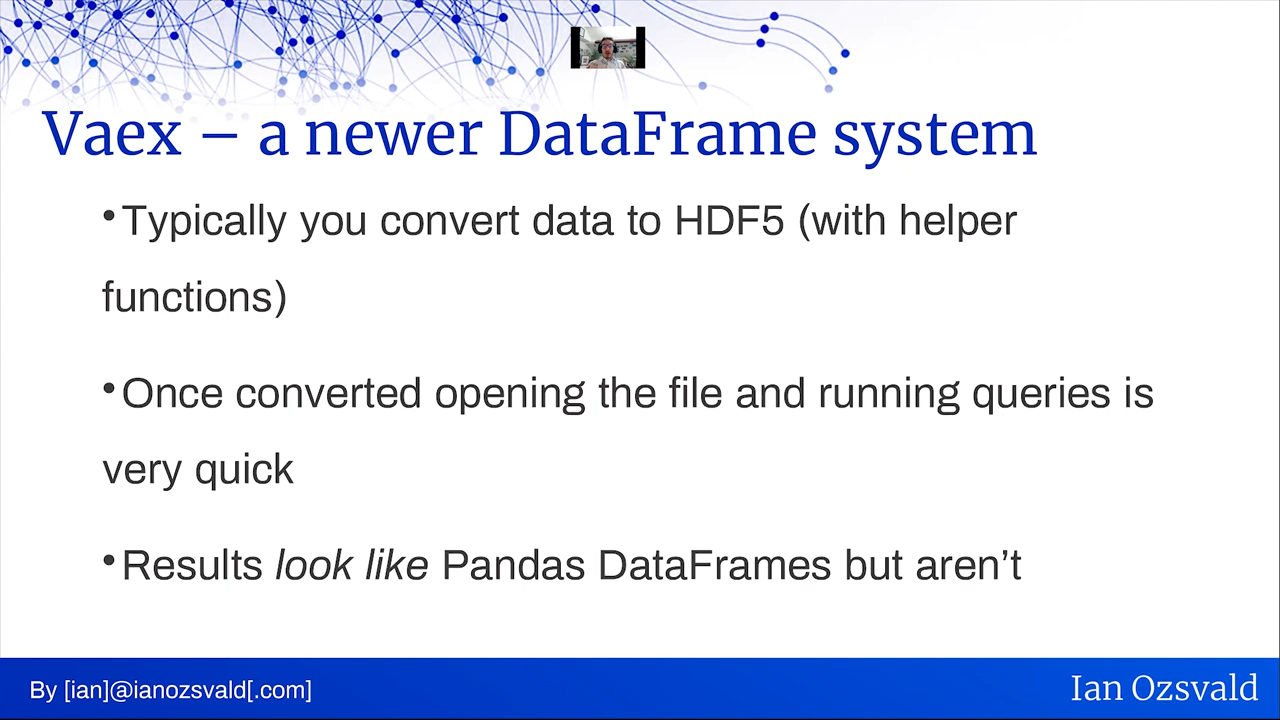 Vaex – a newer DataFrame system
•Typically you convert data to HDF5 (with helper
functions)
•Once converted opening the file and running queries is
very quick
•Results look like Pandas DataFrames but aren’t
By [ian]@ianozsvald[.com]
Ian Ozsvald